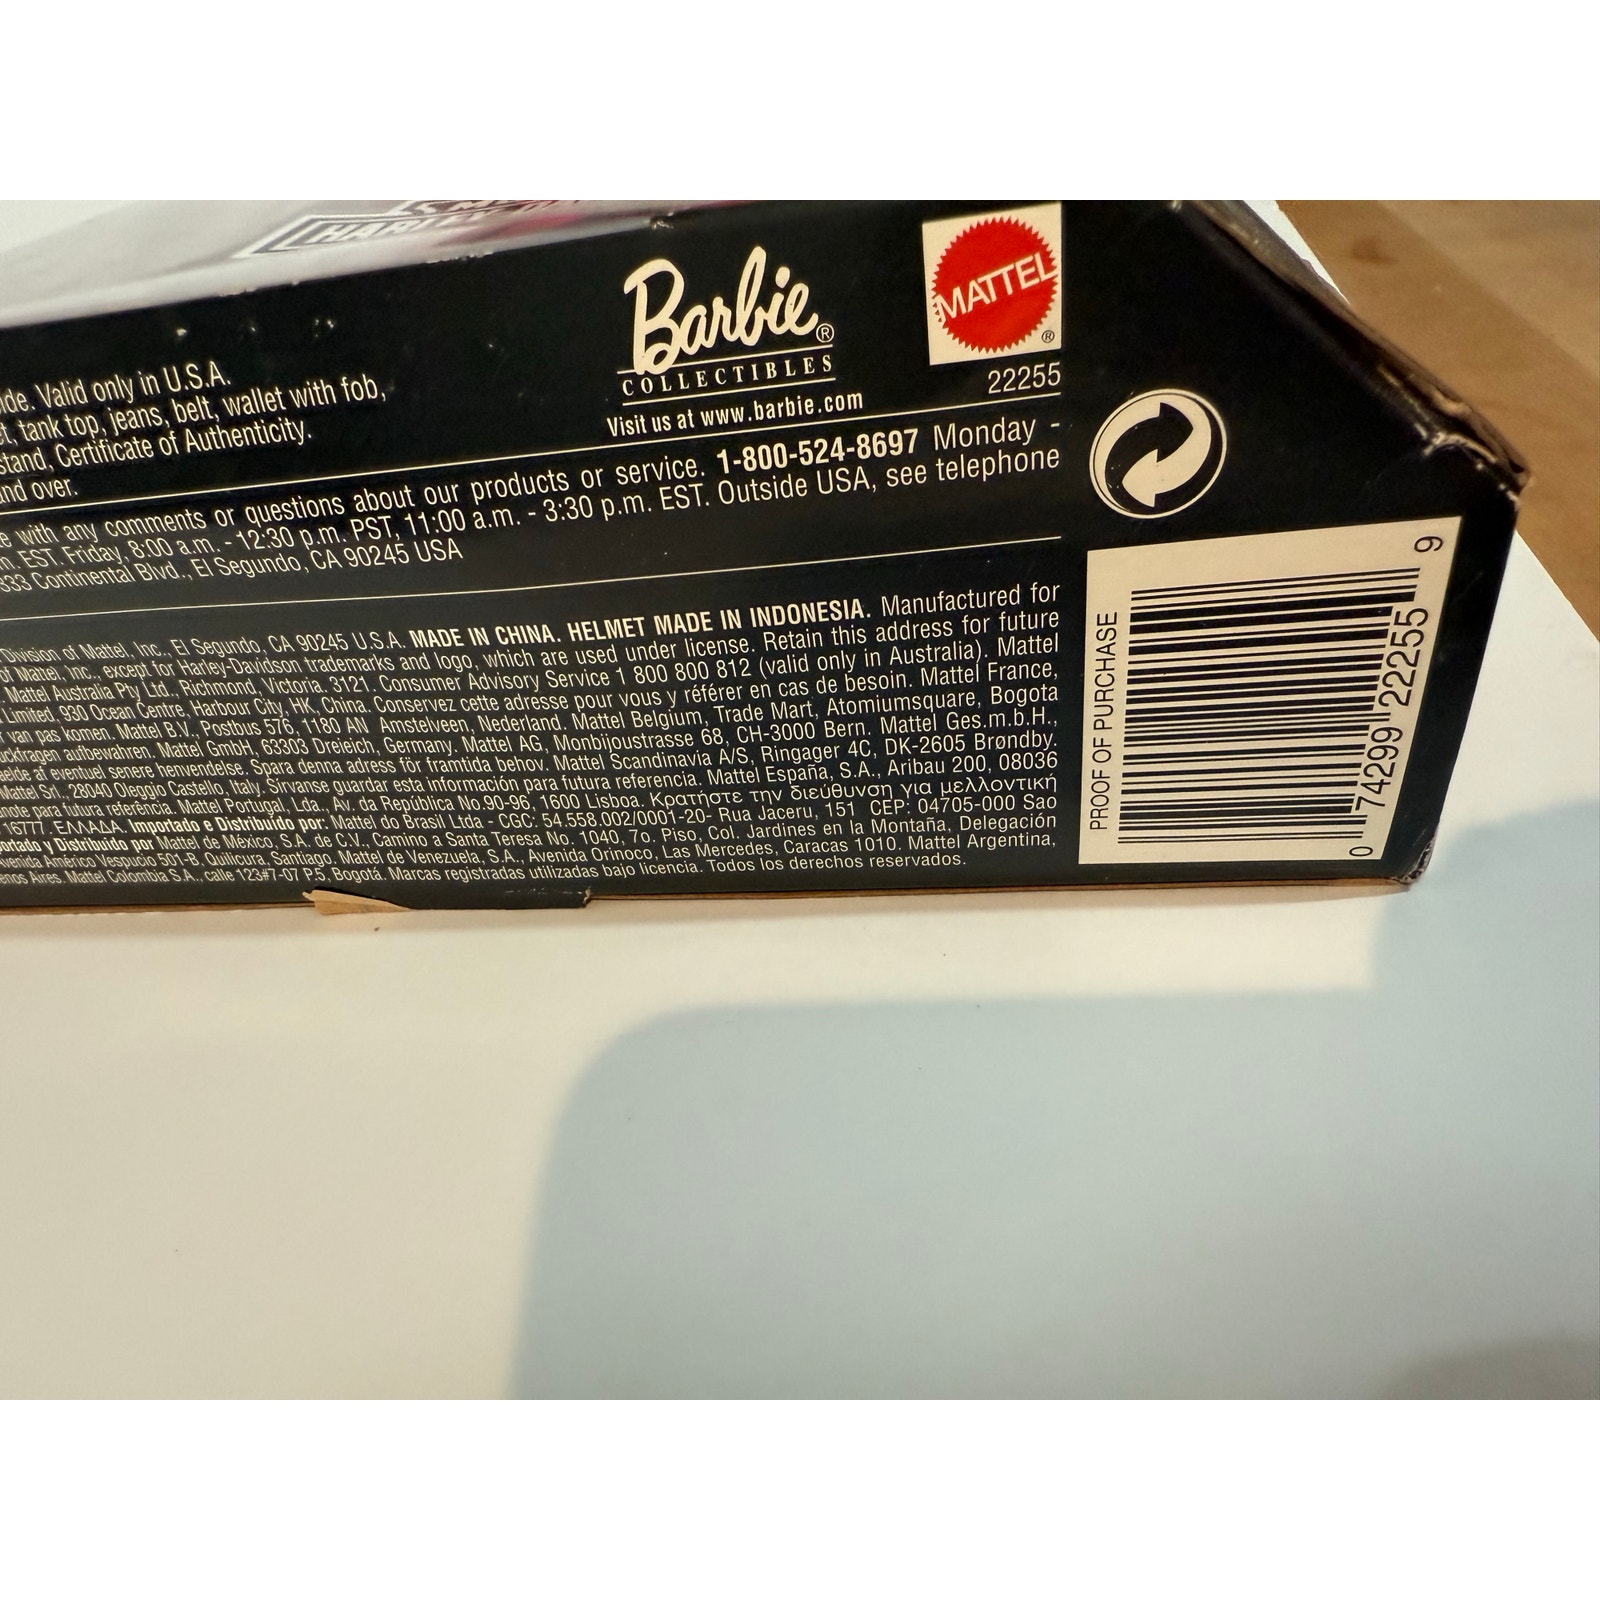 HARLEY-DA
Barbie®
COLLECTIBLES
Visit us at www.barbie.com
MATTEL®
22255
ide. Valid only in U.S.A.
et, tank top, jeans, belt, wallet with fob,
stand, Certificate of Authenticity.
and over.
e with any comments or questions about our products or service. 1-800-524-8697 Monday -
m. EST. Friday, 8:00 a.m. - 12:30 p.m. PST, 11:00 a.m. - 3:30 p.m. EST. Outside USA, see telephone
333 Continental Blvd., El Segundo, CA 90245 USA
Division of Mattel, Inc., El Segundo, CA 90245 U.S.A. MADE IN CHINA. HELMET MADE IN INDONESIA. Manufactured for
of Mattel, Inc., except for Harley-Davidson trademarks and logo, which are used under license. Retain this address for future
Mattel Australia Pty Ltd., Richmond, Victoria. 3121. Consumer Advisory Service 1 800 800 812 (valid only in Australia). Mattel
Limited, 930 Ocean Centre, Harbour City, HK, China. Conservez cette adresse pour vous y référer en cas de besoin. Mattel France,
van pas komen. Mattel B.V., Postbus 576, 1180 AN Amstelveen, Nederland. Mattel Belgium, Trade Mart, Atomiumsquare, Bogota
ückfragen aufbewahren. Mattel GmbH, 63303 Dreieich, Germany. Mattel AG, Monbijoustrasse 68, CH-3000 Bern. Mattel Ges.m.b.H.,
af eventuel senere henvendelse. Spara denna adress för framtida behov. Mattel Scandinavia A/S, Ringager 4C, DK-2605 Brøndby.
Mattel Srl., 28040 Oleggio Castello, Italy. Sírvanse guardar esta información para futura referencia. Mattel España, S.A., Aribau 200, 08036
para futura referência. Mattel Portugal, Lda., Av. da República No.90-96, 1600 Lisboa. Κρατήστε την διεύθυνση για μελλοντική
16777. ΕΛΛΑΔΑ. Importado e Distribuído por: Mattel do Brasil Ltda - CGC: 54.558.002/0001-20- Rua Jaceru, 151 CEP: 04705-000 Sao
ortado y Distribuido por Mattel de México, S.A. de C.V., Camino a Santa Teresa No. 1040, 7o. Piso, Col. Jardines en la Montaña, Delegación
Avenida Américo Vespucio 501-B, Quilicura, Santiago. Mattel de Venezuela, S.A., Avenida Orinoco, Las Mercedes, Caracas 1010. Mattel Argentina,
enos Aires. Mattel Colombia S.A., calle 123#7-07 P.5, Bogotá. Marcas registradas utilizadas bajo licencia. Todos los derechos reservados.
PROOF OF PURCHASE
0 74299 22255 9